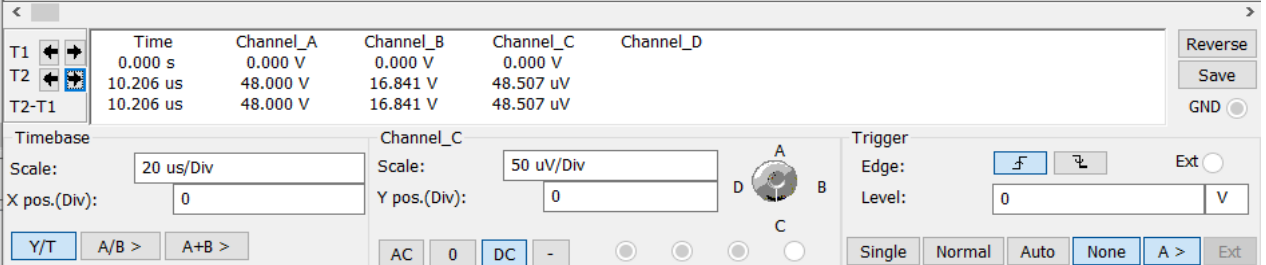 Time Channel_A Channel_B Channel_C Channel_D
T1 0.000 s 0.000 V 0.000 V 0.000 V
T2 10.206 us 48.000 V 16.841 V 48.507 uV
T2-T1 10.206 us 48.000 V 16.841 V 48.507 uV
Reverse
Save
GND
Timebase
Scale: 20 us/Div
X pos.(Div): 0
Y/T A/B > A+B >
Channel_C
Scale: 50 uV/Div
Y pos.(Div): 0
AC 0 DC -
A
D B
C
Trigger
Edge: Ext
Level: 0 V
Single Normal Auto None A > Ext